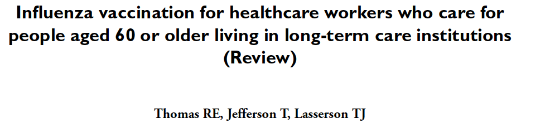 Influenza vaccination for healthcare workers who care for
people aged 60 or older living in long-term care institutions
(Review)
Thomas RE, Jefferson T, Lasserson TJ